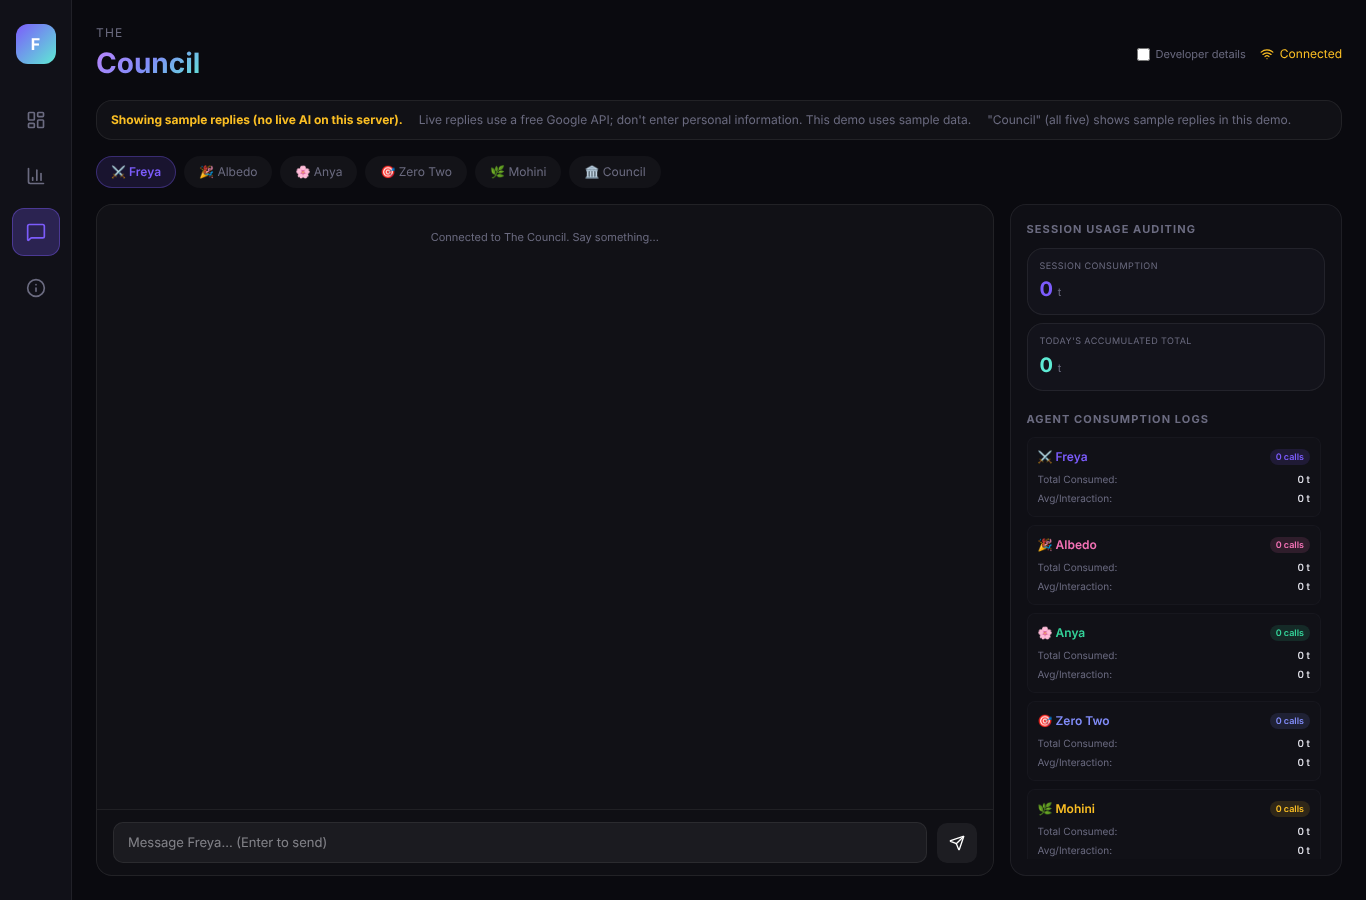 F
THE
Council
Developer details
Connected
Showing sample replies (no live AI on this server). Live replies use a free Google API; don't enter personal information. This demo uses sample data. "Council" (all five) shows sample replies in this demo.
⚔️ Freya
🎉 Albedo
🌸 Anya
🎯 Zero Two
🌿 Mohini
🏛️ Council
Connected to The Council. Say something...
Message Freya... (Enter to send)
SESSION USAGE AUDITING
SESSION CONSUMPTION
0 t
TODAY'S ACCUMULATED TOTAL
0 t
AGENT CONSUMPTION LOGS
⚔️ Freya 0 calls
Total Consumed: 0 t
Avg/Interaction: 0 t
🎉 Albedo 0 calls
Total Consumed: 0 t
Avg/Interaction: 0 t
🌸 Anya 0 calls
Total Consumed: 0 t
Avg/Interaction: 0 t
🎯 Zero Two 0 calls
Total Consumed: 0 t
Avg/Interaction: 0 t
🌿 Mohini 0 calls
Total Consumed: 0 t
Avg/Interaction: 0 t